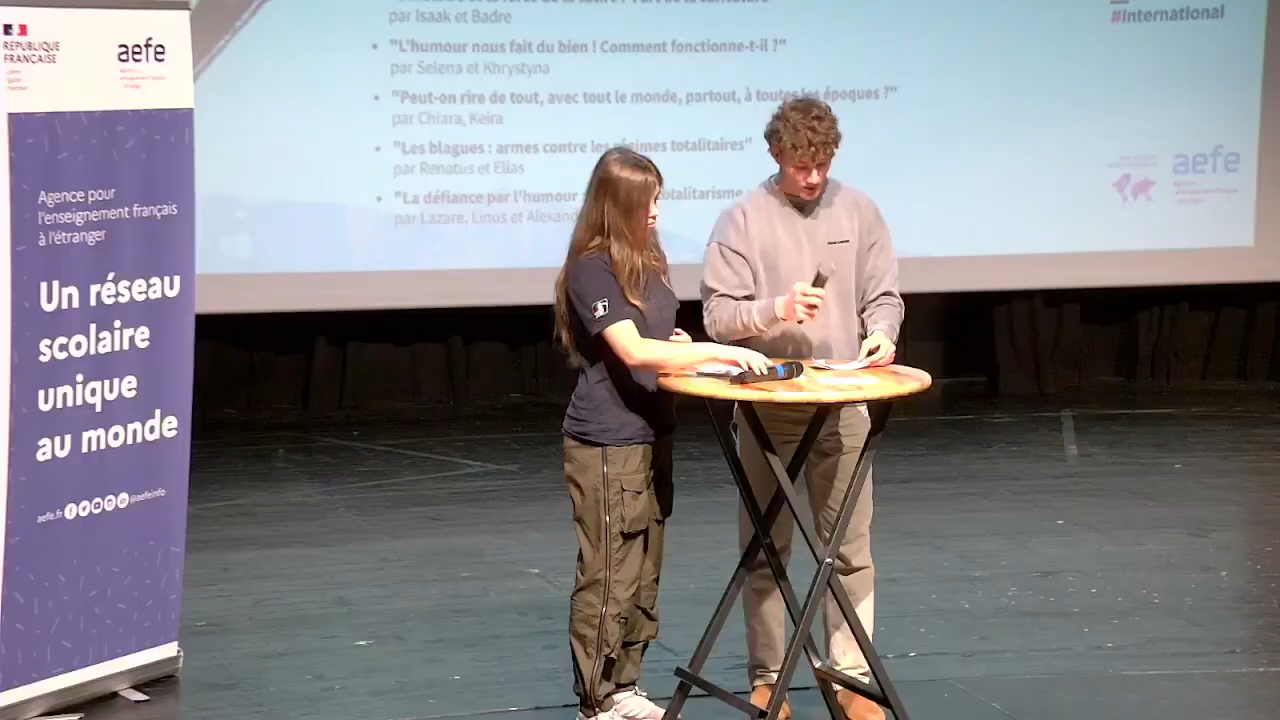 RÉPUBLIQUE
FRANÇAISE
aefe
Agence pour
l'enseignement français
à l'étranger
Un réseau
scolaire
unique
au monde
aefe.fr @aefeinfo
par Isaak et Badre
• "L'humour nous fait du bien ! Comment fonctionne-t-il ?"
par Selena et Khrystyna
• "Peut-on rire de tout, avec tout le monde, partout, à toutes les époques ?"
par Chiara, Keira
• "Les blagues : armes contre les régimes totalitaires"
par Renatus et Elias
• "La défiance par l'humour : totalitarisme
par Lazare, Linus et Alexand
#International
aefe